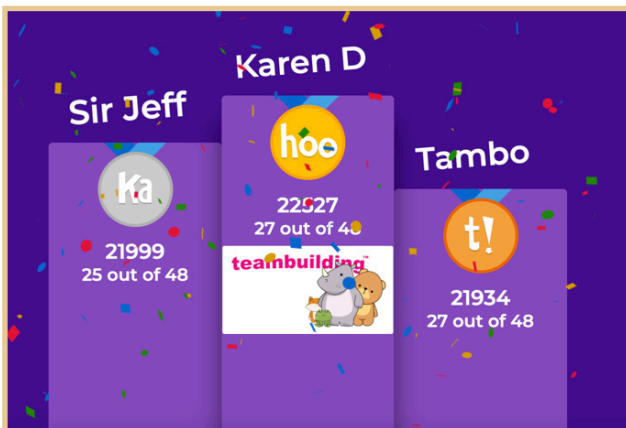 Karen D
hoo
27 out of 48
teambuilding™
Sir Jeff
ka
21999
25 out of 48
Tambo
t!
21934
27 out of 48